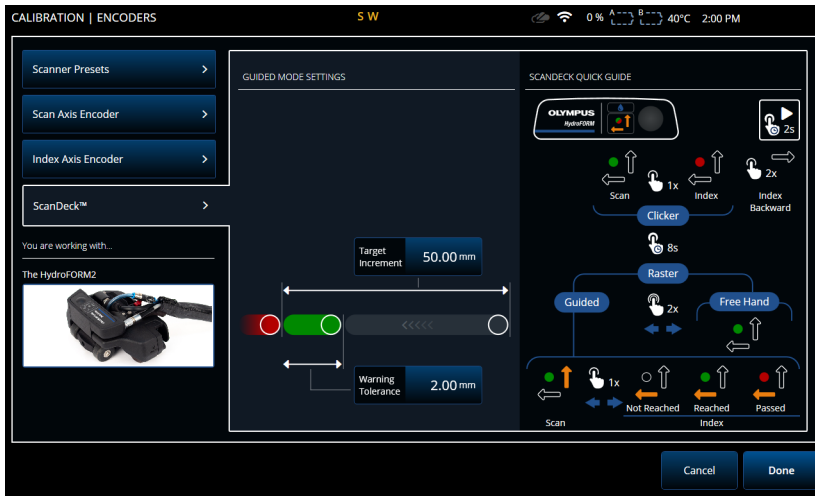 CALIBRATION | ENCODERS
S W
0 %
A
B
40°C
2:00 PM
Scanner Presets
Scan Axis Encoder
Index Axis Encoder
ScanDeck™
You are working with...
The HydroFORM2
GUIDED MODE SETTINGS
Target
Increment
50.00 mm
Warning
Tolerance
2.00 mm
SCANDECK QUICK GUIDE
OLYMPUS
HydroFORM
2s
Scan
1x
Index
2x
Index
Backward
Clicker
8s
Raster
Guided
2x
Free Hand
1x
Scan
Not Reached
Reached
Passed
Index
Cancel
Done